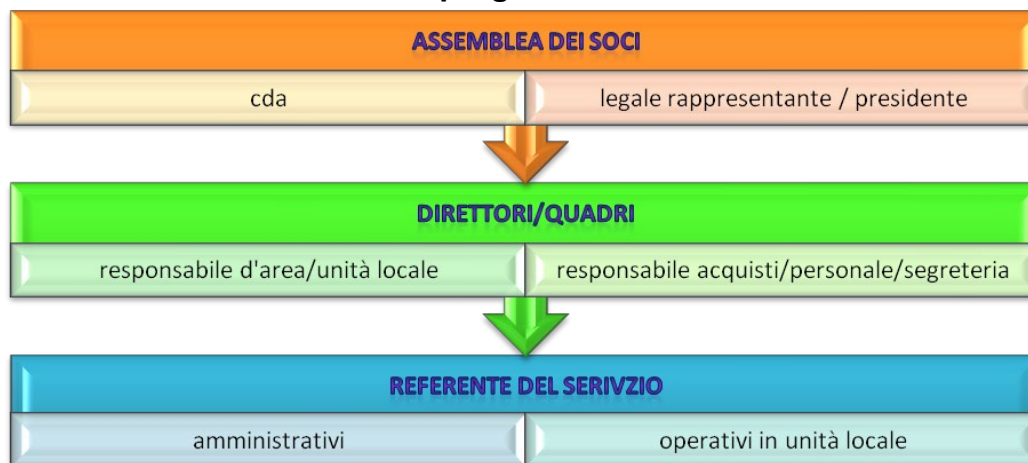 ASSEMBLEA DEI SOCI
cda
legale rappresentante / presidente
DIRETTORI/QUADRI
responsabile d'area/unità locale
responsabile acquisti/personale/segreteria
REFERENTE DEL SERIVZIO
amministrativi
operativi in unità locale